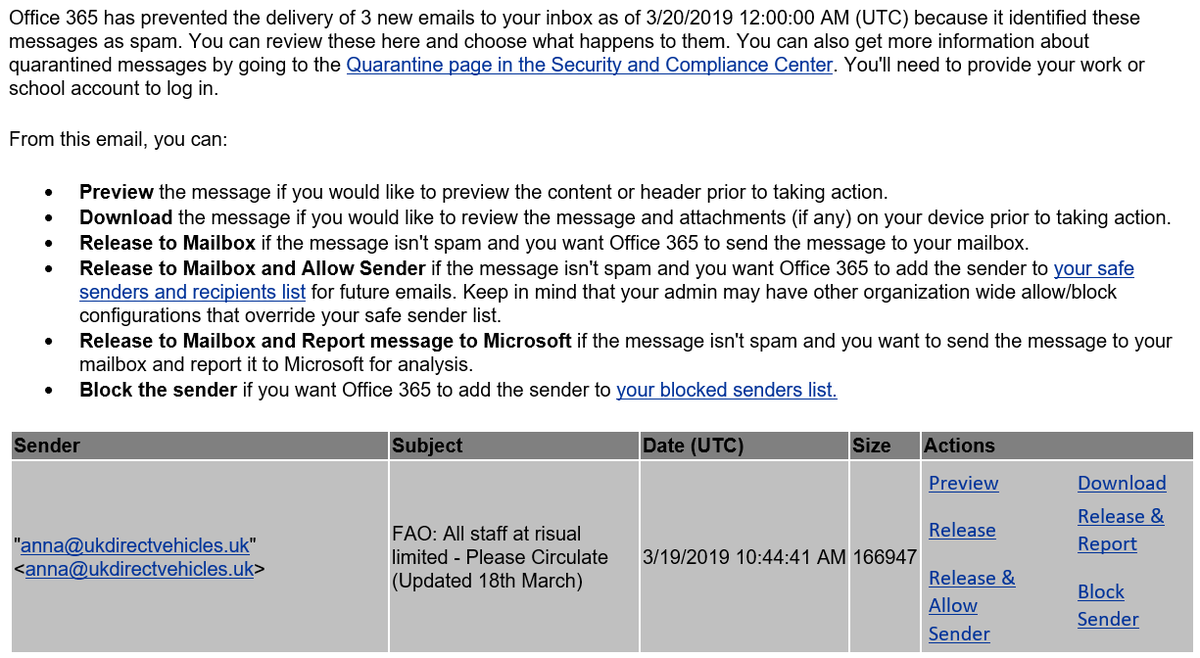 Office 365 has prevented the delivery of 3 new emails to your inbox as of 3/20/2019 12:00:00 AM (UTC) because it identified these
messages as spam. You can review these here and choose what happens to them. You can also get more information about
quarantined messages by going to the Quarantine page in the Security and Compliance Center. You'll need to provide your work or
school account to log in.
From this email, you can:
• Preview the message if you would like to preview the content or header prior to taking action.
• Download the message if you would like to review the message and attachments (if any) on your device prior to taking action.
• Release to Mailbox if the message isn't spam and you want Office 365 to send the message to your mailbox.
• Release to Mailbox and Allow Sender if the message isn't spam and you want Office 365 to add the sender to your safe
senders and recipients list for future emails. Keep in mind that your admin may have other organization wide allow/block
configurations that override your safe sender list.
• Release to Mailbox and Report message to Microsoft if the message isn't spam and you want to send the message to your
mailbox and report it to Microsoft for analysis.
• Block the sender if you want Office 365 to add the sender to your blocked senders list.
Sender Subject Date (UTC) Size Actions
"anna@ukdirectvehicles.uk"
<anna@ukdirectvehicles.uk>
FAO: All staff at risual
limited - Please Circulate
(Updated 18th March)
3/19/2019 10:44:41 AM
166947
Preview
Release
Release &
Allow
Sender
Download
Release &
Report
Block
Sender